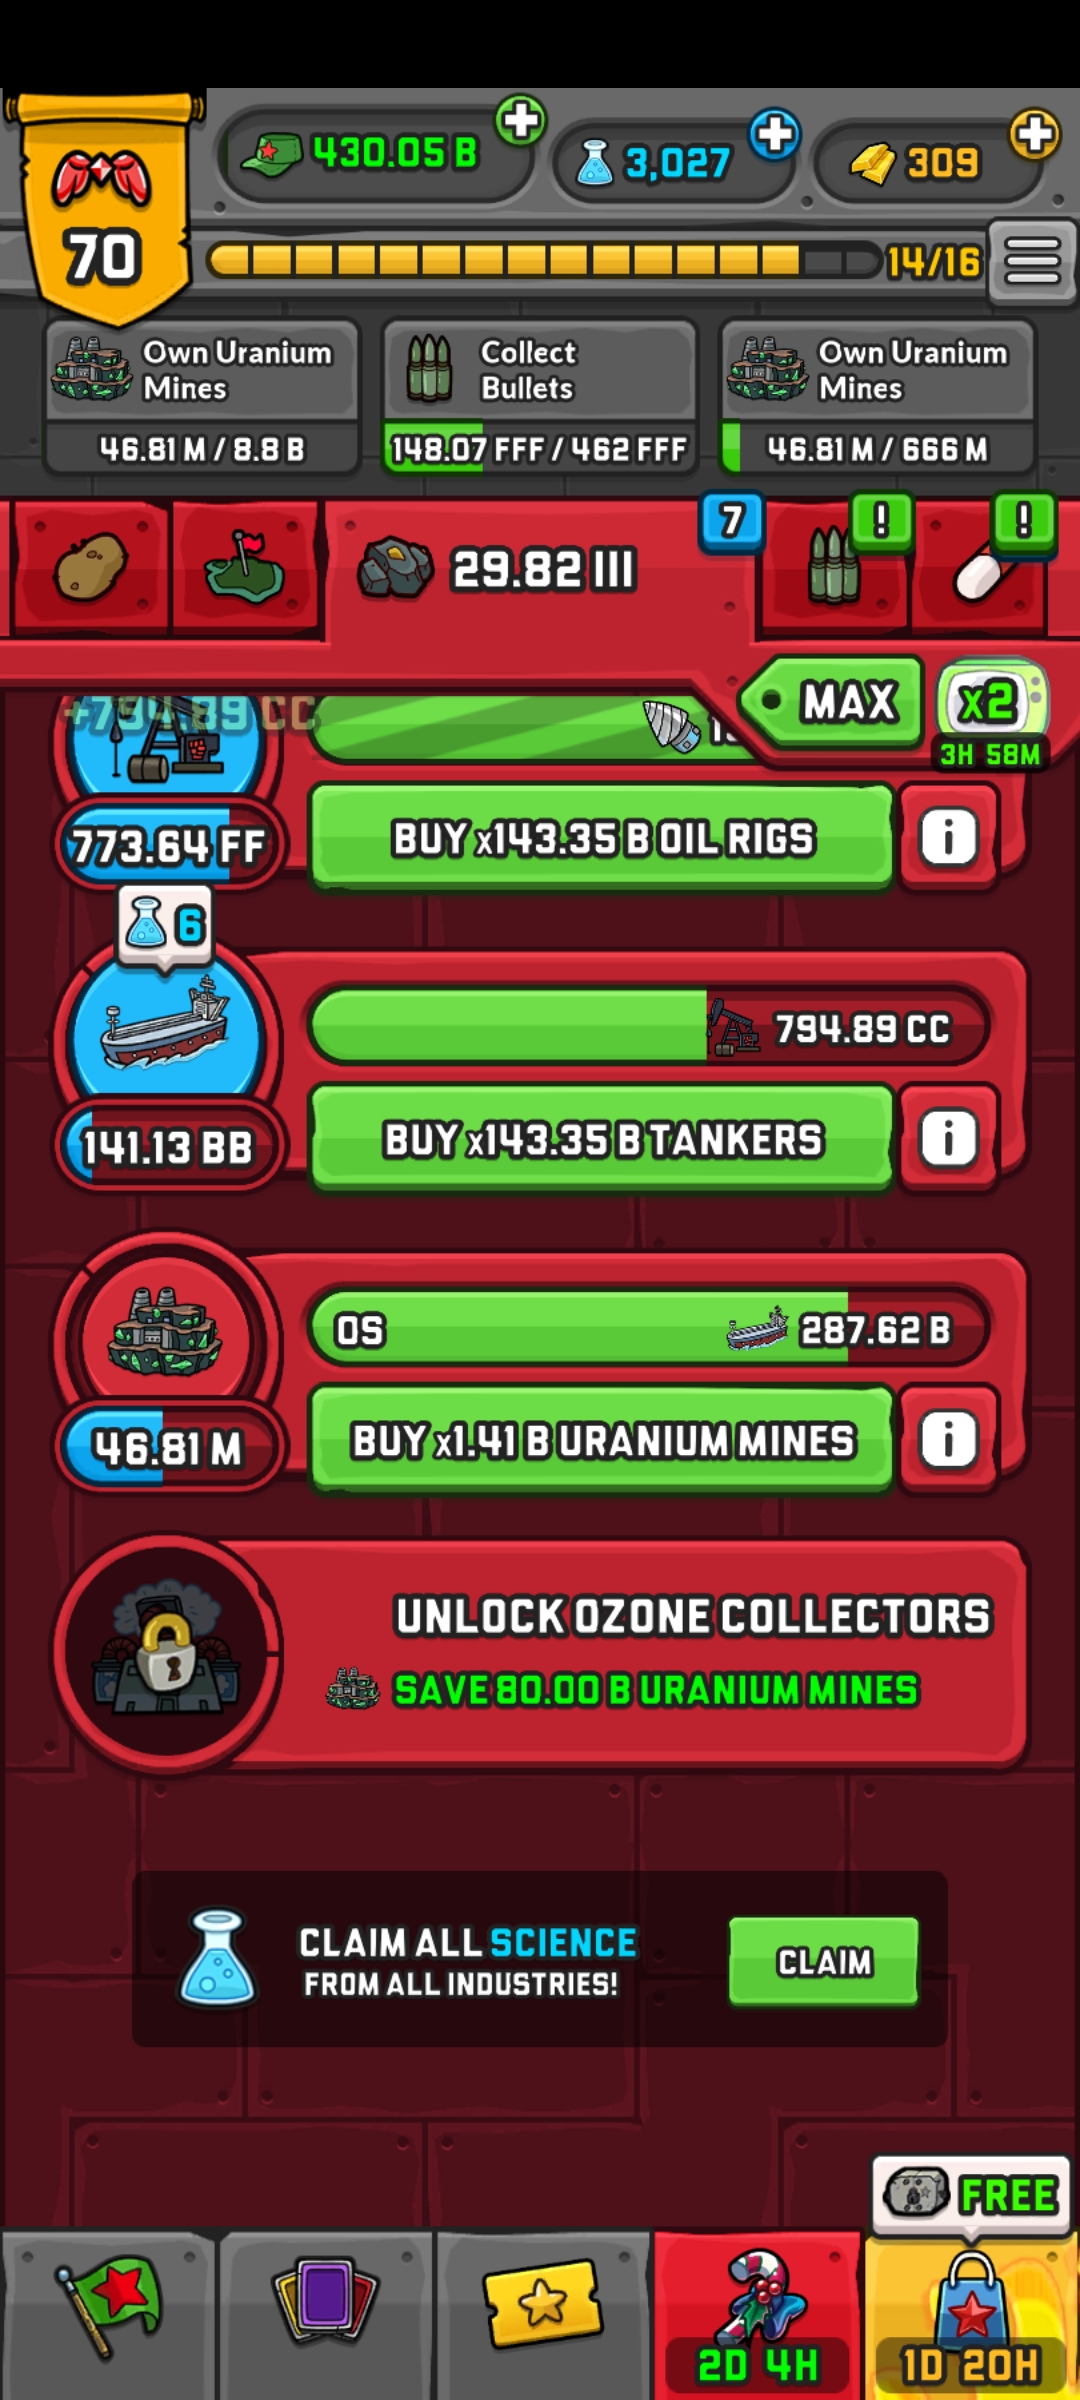 430.05 B
3,027
309
70
14/16
Own Uranium
Mines
46.81 M / 8.8 B
Collect
Bullets
148.07 FFF / 462 FFF
Own Uranium
Mines
46.81 M / 666 M
29.82 III
7
!
!
MAX
x2
3H 58M
+794.89 CC
773.64 FF
BUY x143.35 B OIL RIGS
i
6
794.89 CC
141.13 BB
BUY x143.35 B TANKERS
i
0S
287.62 B
46.81 M
BUY x1.41 B URANIUM MINES
i
UNLOCK OZONE COLLECTORS
SAVE 80.00 B URANIUM MINES
CLAIM ALL SCIENCE
FROM ALL INDUSTRIES!
CLAIM
FREE
2D 4H
1D 20H